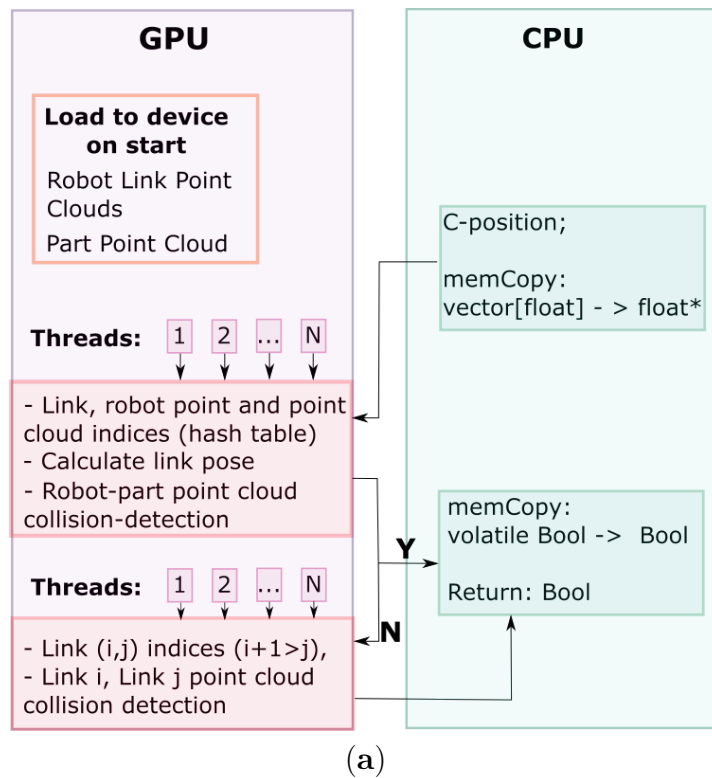 GPU
Load to device
on start
Robot Link Point
Clouds
Part Point Cloud
Threads: 1 2 ... N
- Link, robot point and point
cloud indices (hash table)
- Calculate link pose
- Robot-part point cloud
collision-detection
Y
N
Threads: 1 2 ... N
- Link (i,j) indices (i+1>j),
- Link i, Link j point cloud
collision detection
CPU
C-position;
memCopy:
vector[float] - > float*
memCopy:
volatile Bool -> Bool
Return: Bool
(a)